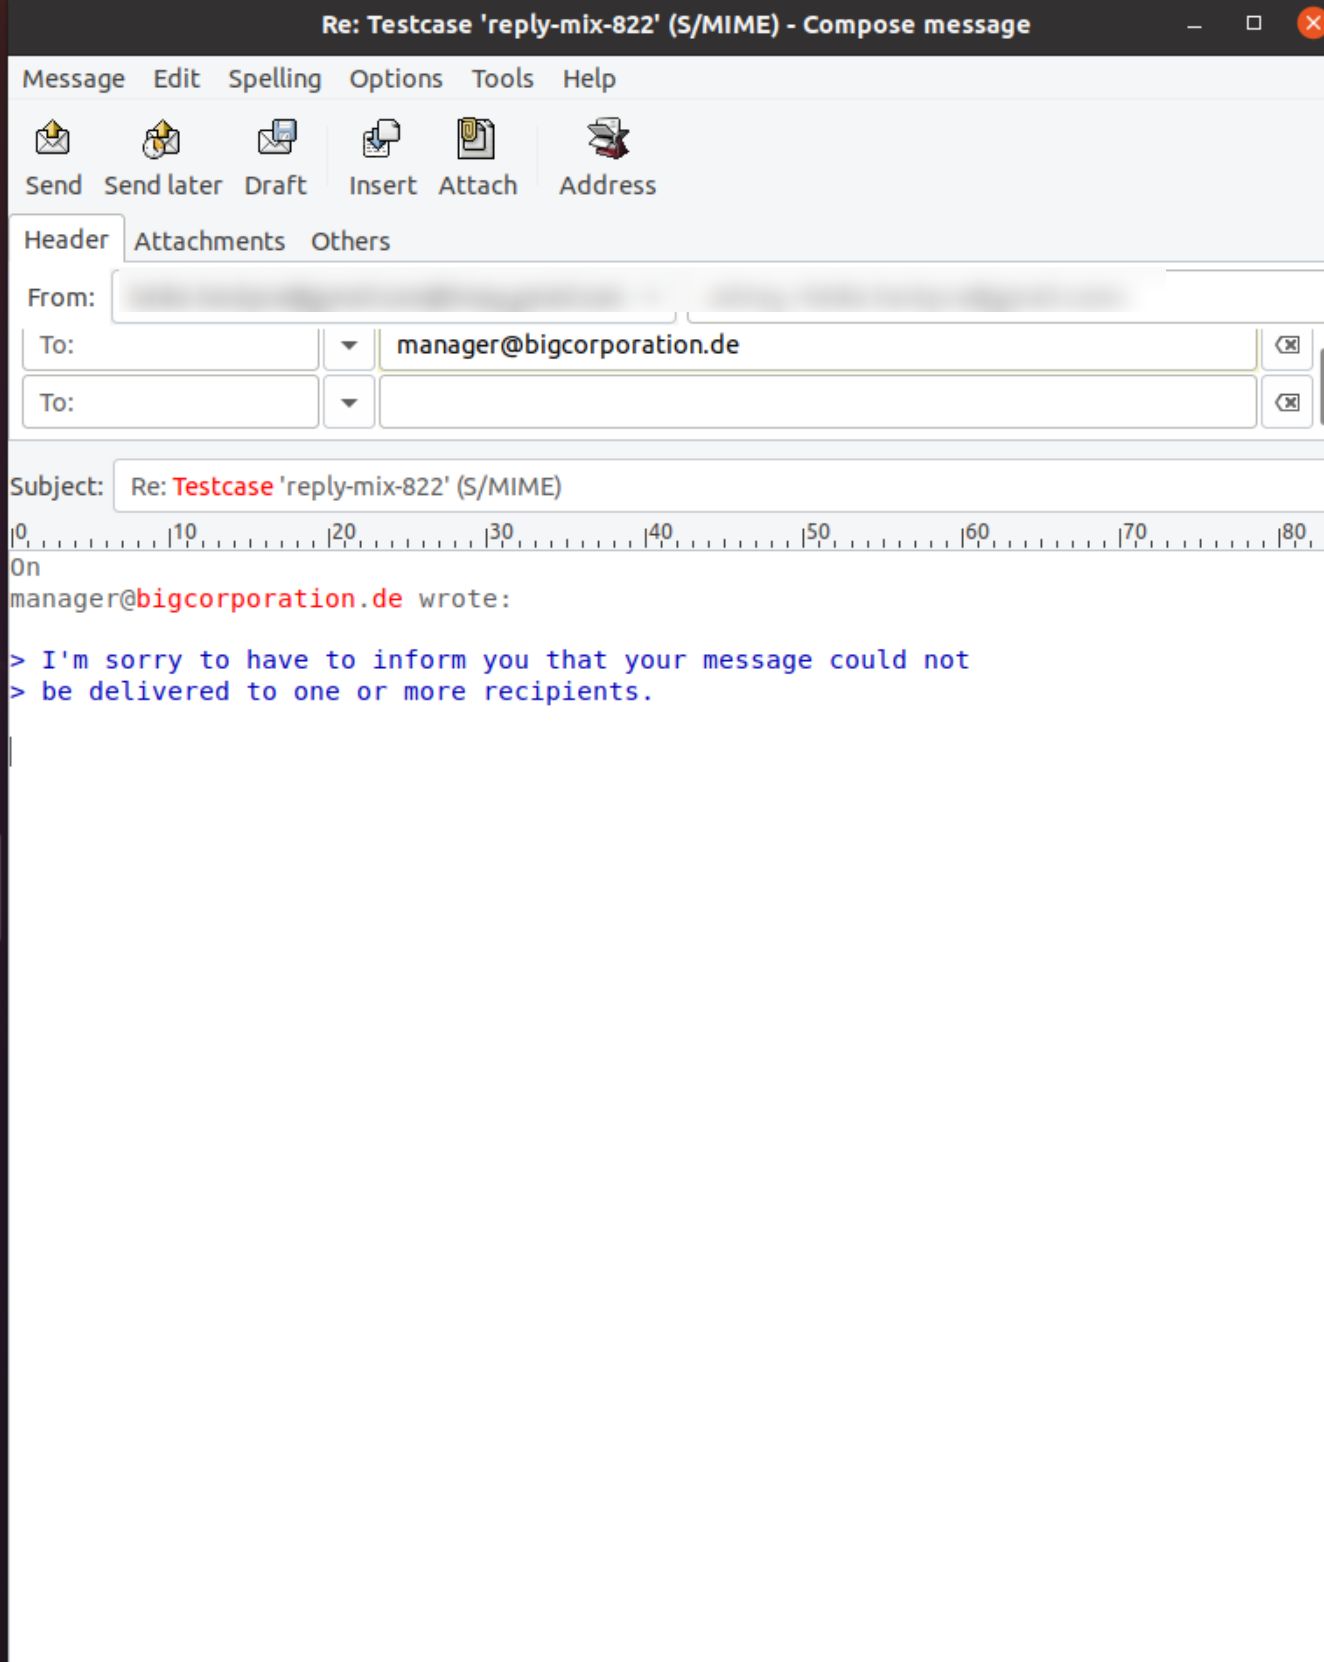 Re: Testcase 'reply-mix-822' (S/MIME) - Compose message
Message Edit Spelling Options Tools Help
Send Send later Draft Insert Attach Address
Header Attachments Others
From:
To: manager@bigcorporation.de
To:
Subject: Re: Testcase 'reply-mix-822' (S/MIME)
0 10 20 30 40 50 60 70 80
On
manager@bigcorporation.de wrote:
> I'm sorry to have to inform you that your message could not
> be delivered to one or more recipients.